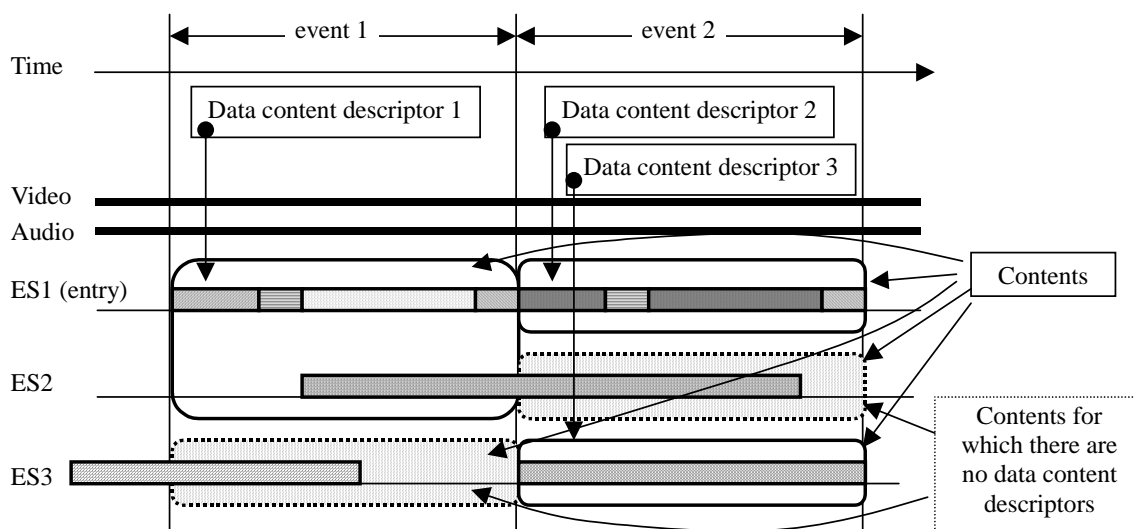 event 1
event 2
Time
Data content descriptor 1
Data content descriptor 2
Data content descriptor 3
Video
Audio
ES1 (entry)
Contents
ES2
Contents for
which there are
no data content
descriptors
ES3